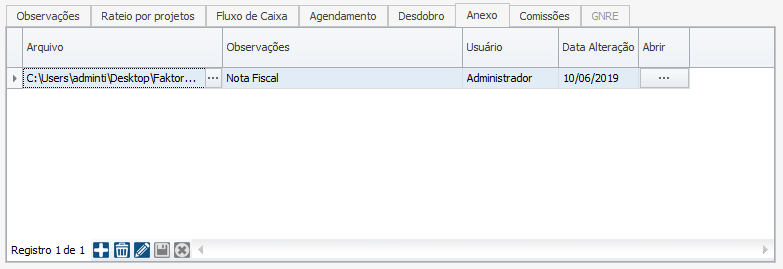 Observações Rateio por projetos Fluxo de Caixa Agendamento Desdobro Anexo Comissões GNRE
Arquivo Observações Usuário Data Alteração Abrir
C:\Users\adminti\Desktop\Faktor... ... Nota Fiscal Administrador 10/06/2019 ...
Registro 1 de 1